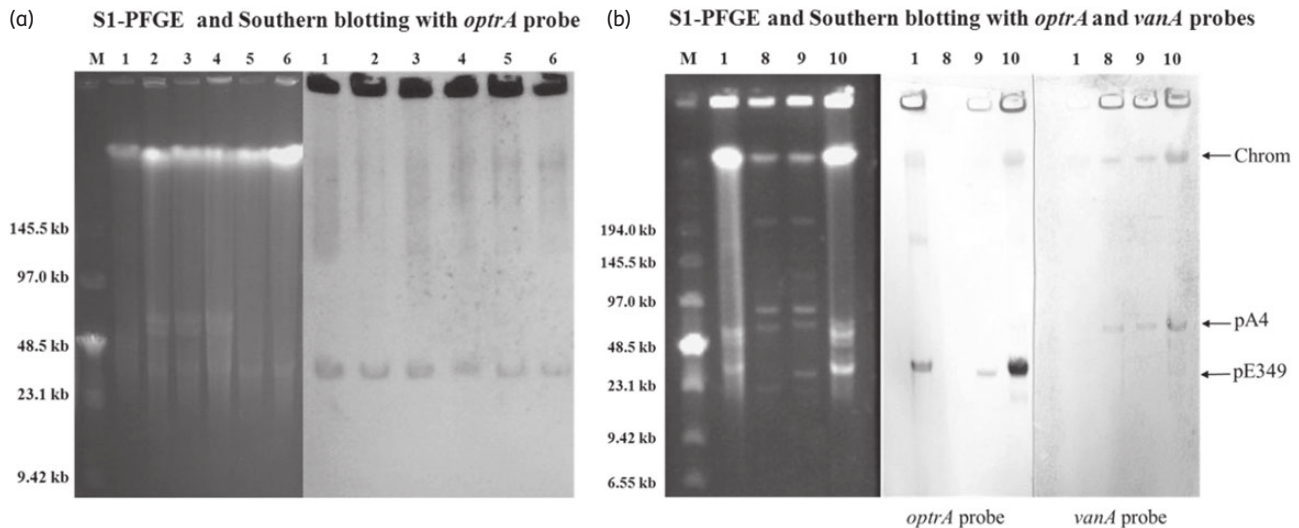 (a) S1-PFGE and Southern blotting with optrA probe
M 1 2 3 4 5 6 1 2 3 4 5 6
145.5 kb
97.0 kb
48.5 kb
23.1 kb
9.42 kb
(b) S1-PFGE and Southern blotting with optrA and vanA probes
M 1 8 9 10 1 8 9 10 1 8 9 10
194.0 kb
145.5 kb
97.0 kb
48.5 kb
23.1 kb
9.42 kb
6.55 kb
Chrom
pA4
pE349
optrA probe vanA probe